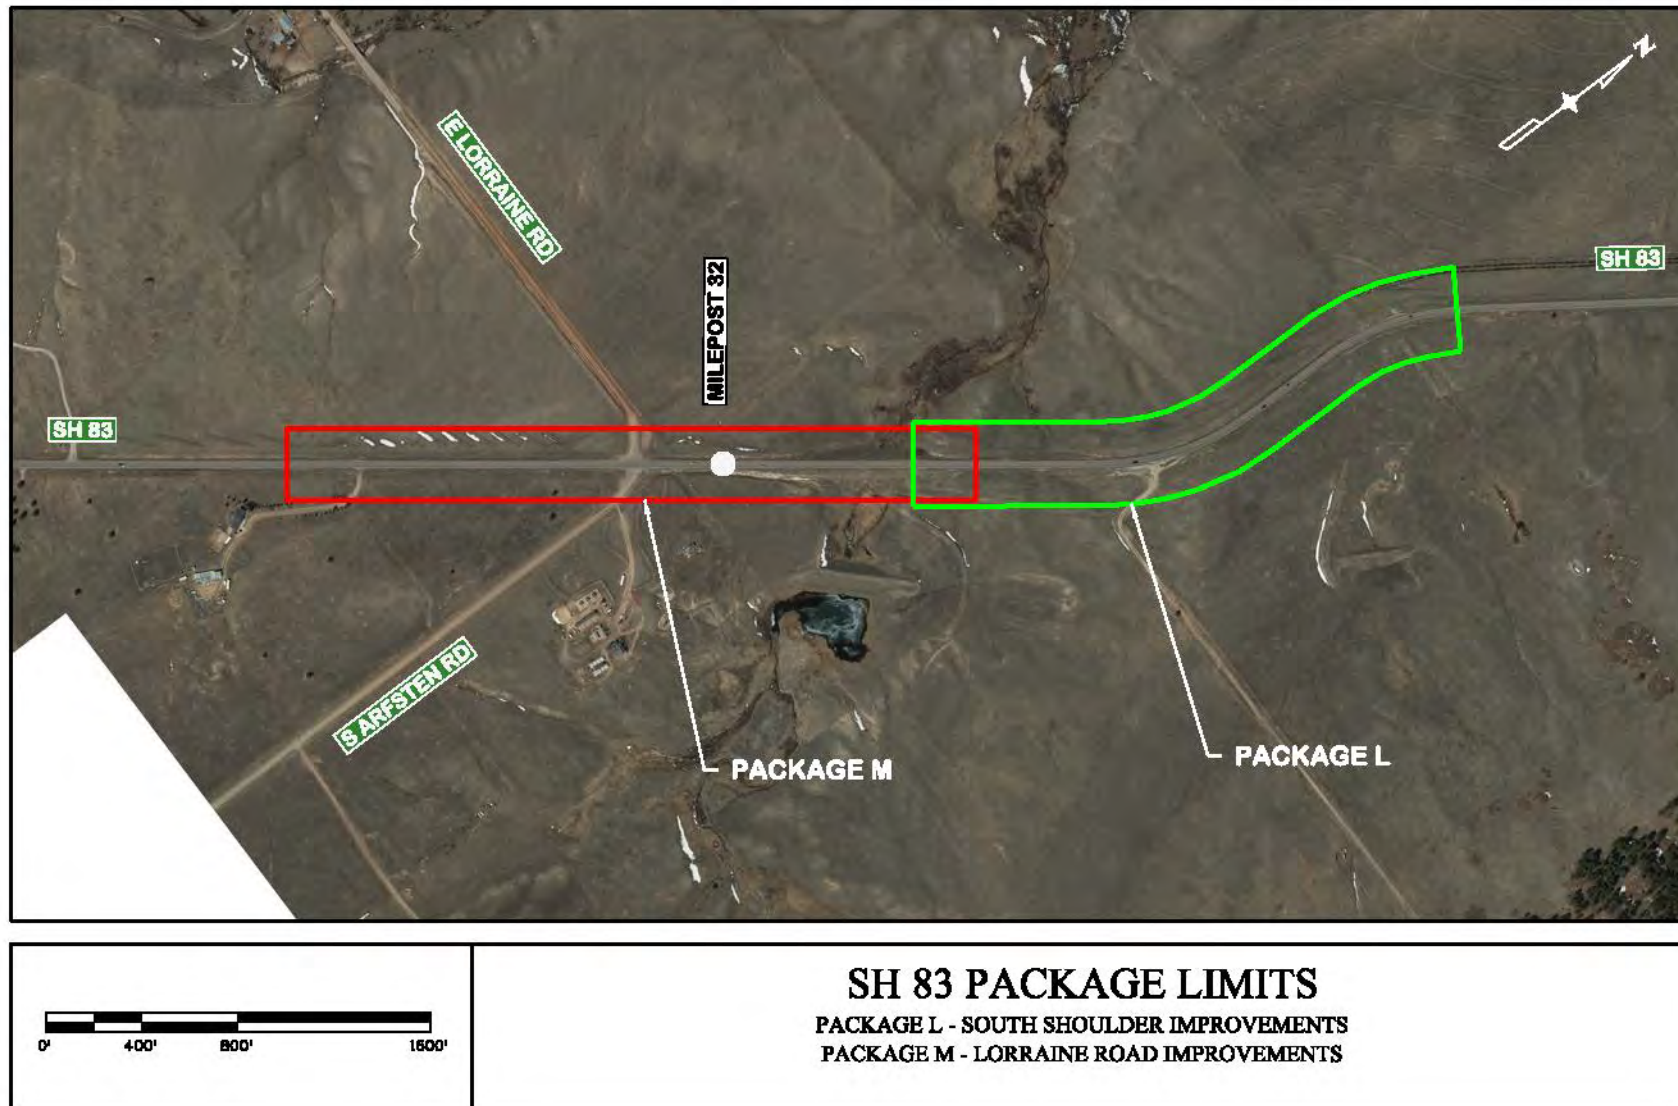 N
E LORRAINE RD
SH 83
MILEPOST 32
SH 83
S ARFSTEN RD
PACKAGE M
PACKAGE L
0' 400' 800' 1600'
SH 83 PACKAGE LIMITS
PACKAGE L - SOUTH SHOULDER IMPROVEMENTS
PACKAGE M - LORRAINE ROAD IMPROVEMENTS